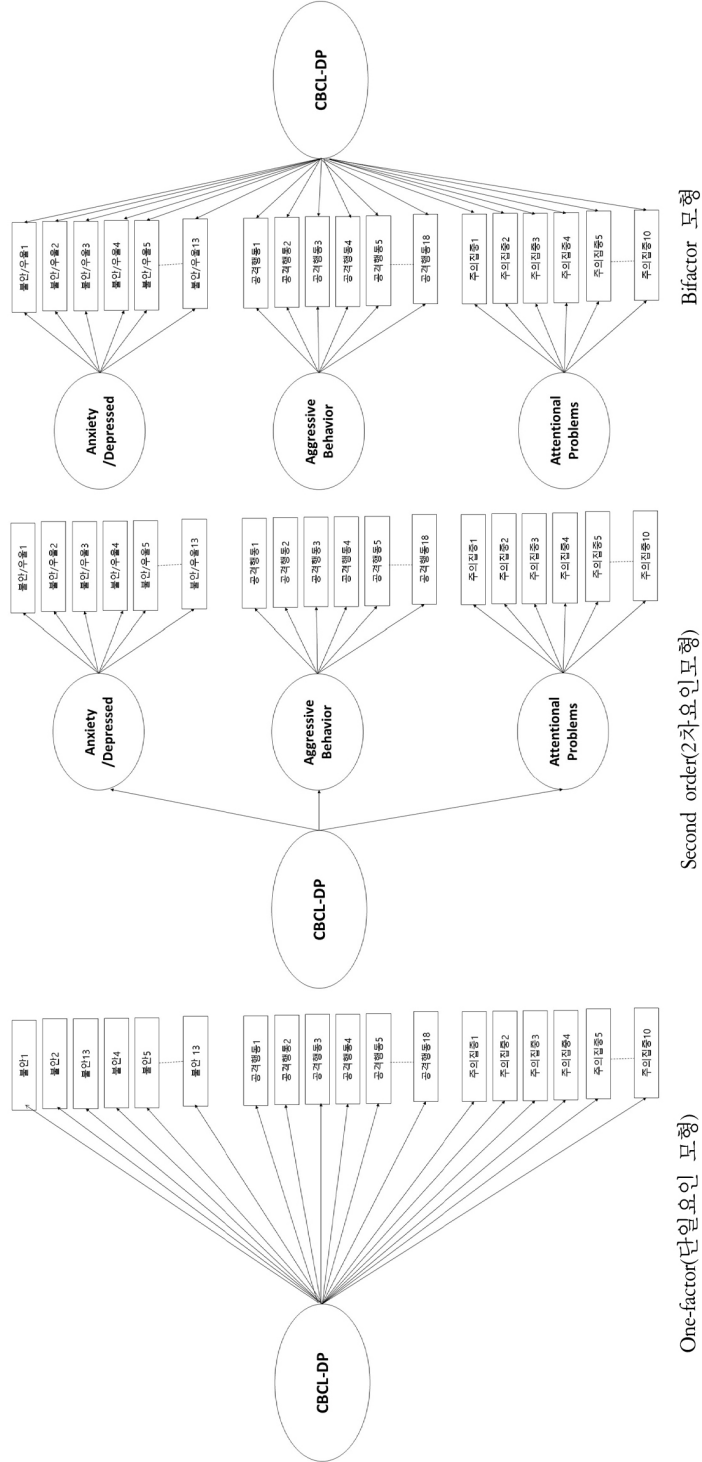 CBCL-DP
불안1
불안2
불안13
불안4
불안5
불안 13
공격행동1
공격행동2
공격행동3
공격행동4
공격행동5
공격행동18
주의집중1
주의집중2
주의집중3
주의집중4
주의집중5
주의집중10
One-factor(단일요인 모형)
CBCL-DP
Anxiety
/Depressed
Aggressive
Behavior
Attentional
Problems
불안/우울1
불안/우울2
불안/우울3
불안/우울4
불안/우울5
불안/우울13
공격행동1
공격행동2
공격행동3
공격행동4
공격행동5
공격행동18
주의집중1
주의집중2
주의집중3
주의집중4
주의집중5
주의집중10
Second order(2차요인모형)
Anxiety
/Depressed
Aggressive
Behavior
Attentional
Problems
불안/우울1
불안/우울2
불안/우울3
불안/우울4
불안/우울5
불안/우울13
공격행동1
공격행동2
공격행동3
공격행동4
공격행동5
공격행동18
주의집중1
주의집중2
주의집중3
주의집중4
주의집중5
주의집중10
CBCL-DP
Bifactor 모형